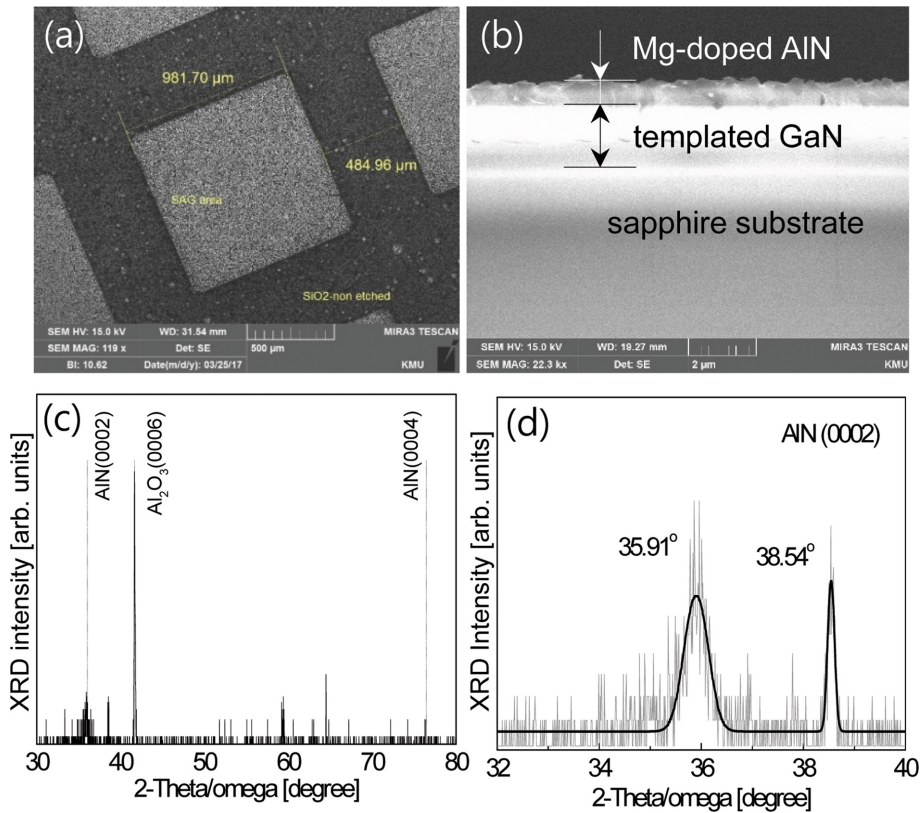 (a)
981.70 µm
484.96 µm
SAG area
SiO2-non etched
SEM HV: 15.0 kV WD: 31.54 mm MIRA3 TESCAN
SEM MAG: 119 x Det: SE 500 µm
BI: 10.62 Date(m/d/y): 03/25/17 KMU
(b)
Mg-doped AlN
templated GaN
sapphire substrate
SEM HV: 15.0 kV WD: 19.27 mm MIRA3 TESCAN
SEM MAG: 22.3 kx Det: SE 2 µm KMU
(c)
AlN(0002)
Al₂O₃(0006)
AlN(0004)
XRD intensity [arb. units]
30 40 50 60 70 80
2-Theta/omega [degree]
(d)
AlN (0002)
35.91°
38.54°
XRD Intensity [arb. units]
32 34 36 38 40
2-Theta/omega [degree]